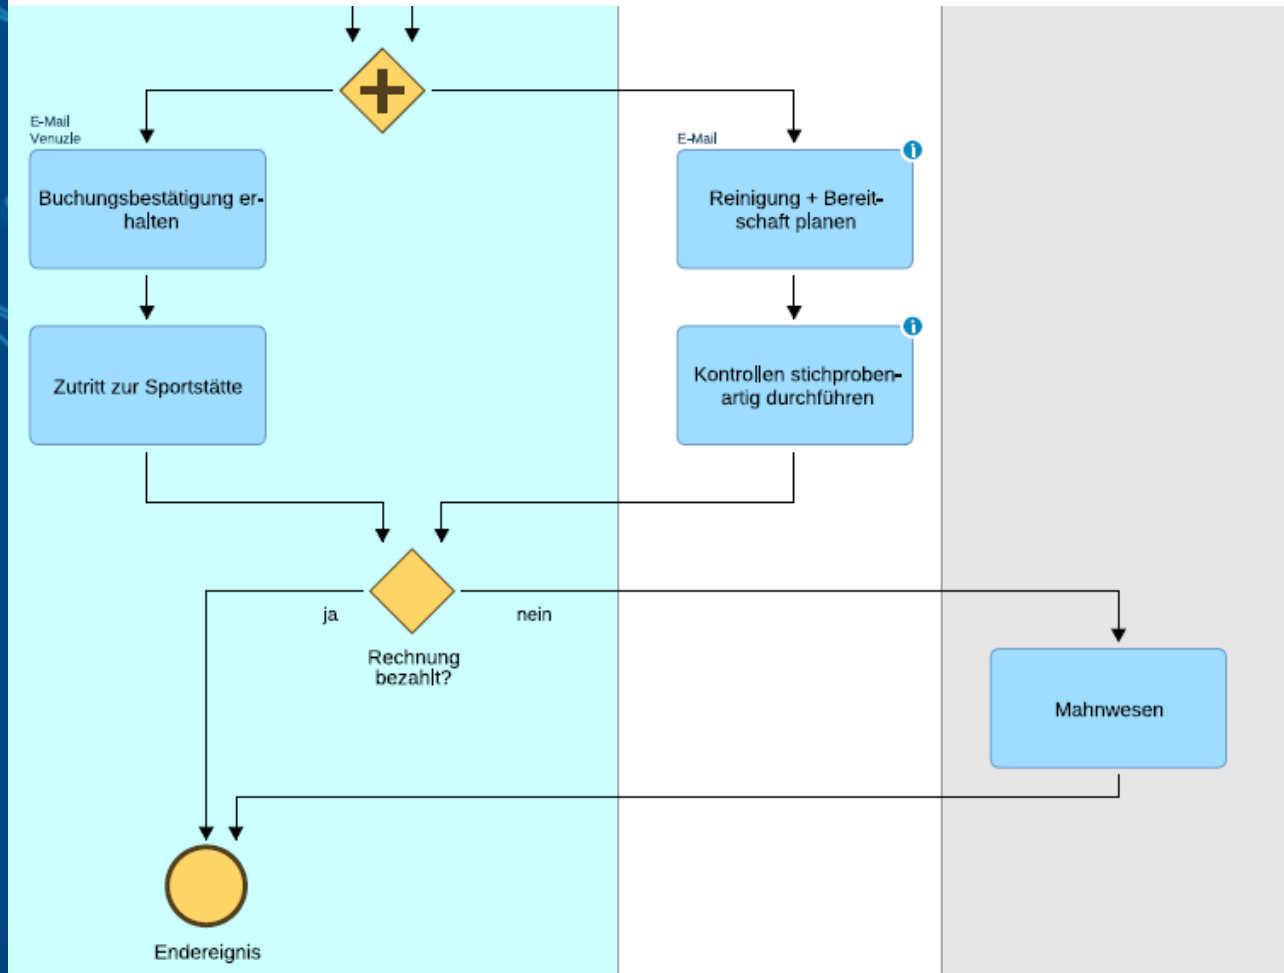 E-Mail
Venuzle
Buchungsbestätigung er-
halten
E-Mail
Reinigung + Bereit-
schaft planen
Zutritt zur Sportstätte
Kontrollen stichproben-
artig durchführen
ja
nein
Rechnung
bezahlt?
Mahnwesen
Endereignis